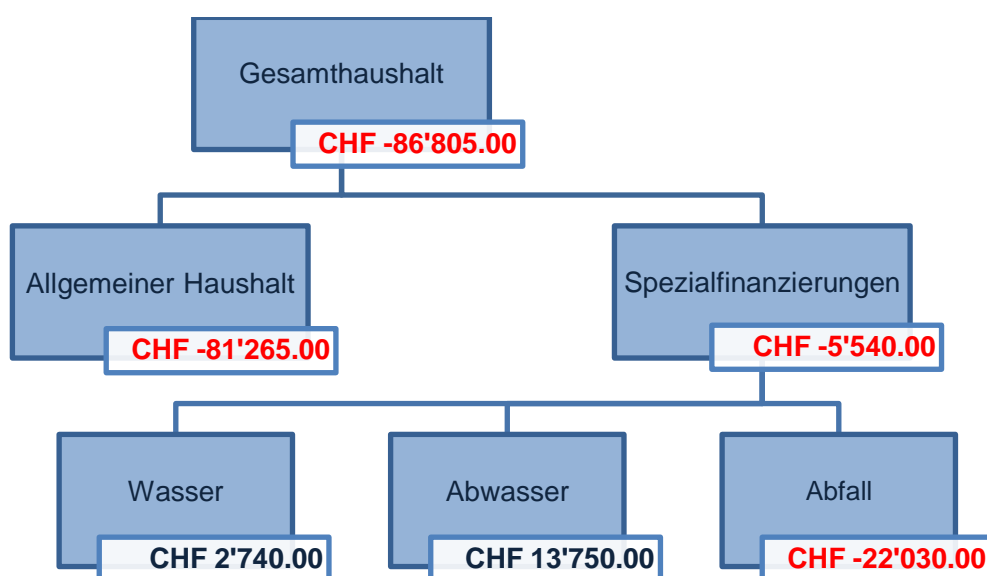 Gesamthaushalt
CHF -86'805.00
Allgemeiner Haushalt
CHF -81'265.00
Spezialfinanzierungen
CHF -5'540.00
Wasser
CHF 2'740.00
Abwasser
CHF 13'750.00
Abfall
CHF -22'030.00